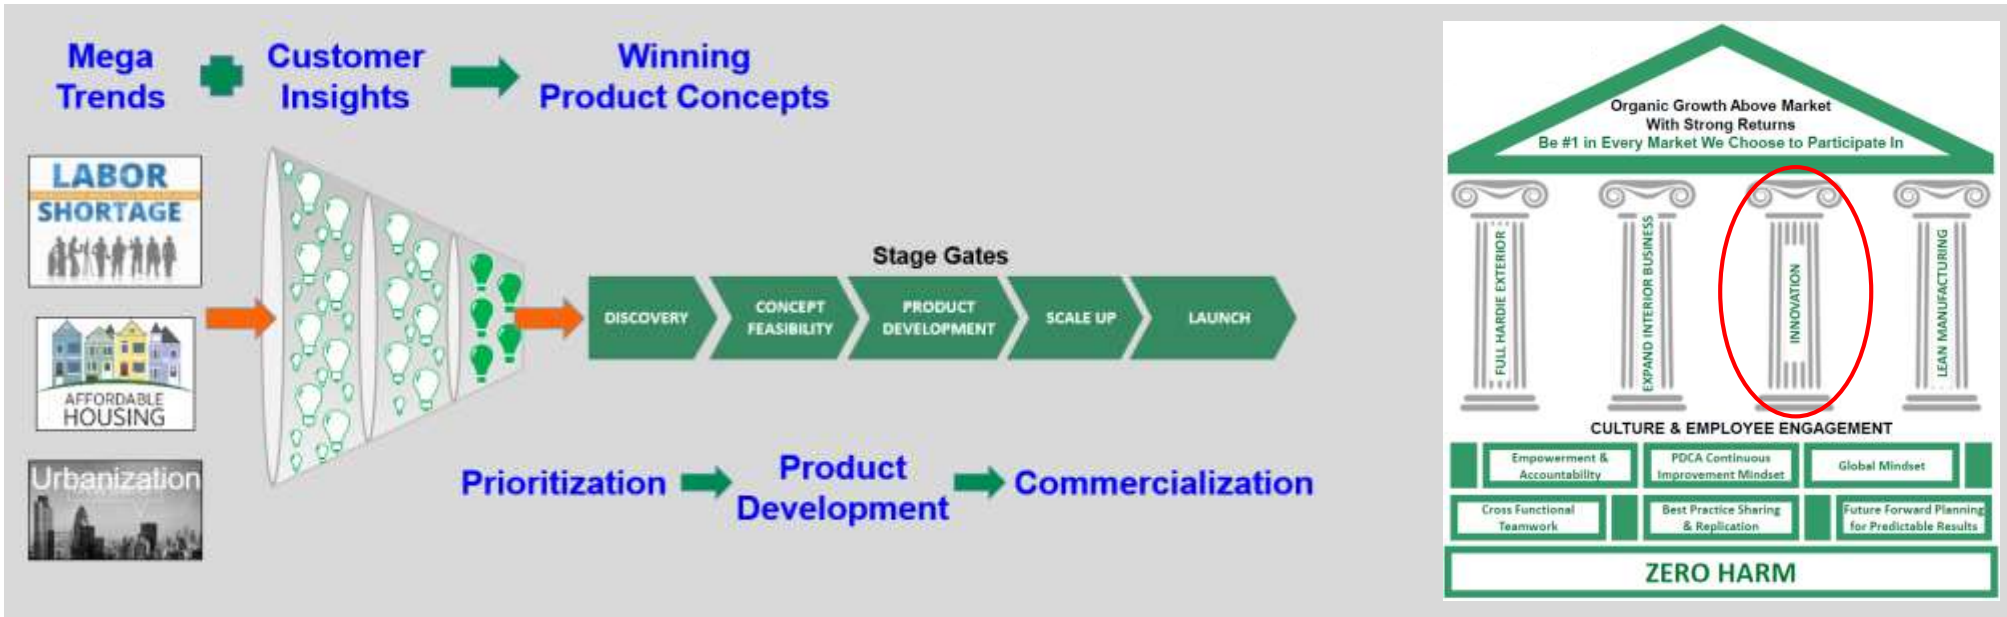 Mega
Trends
Customer
Insights
Winning
Product Concepts
LABOR
SHORTAGE
AFFORDABLE
HOUSING
Urbanization
Stage Gates
DISCOVERY
CONCEPT
FEASIBILITY
PRODUCT
DEVELOPMENT
SCALE UP
LAUNCH
Prioritization
Product
Development
Commercialization
Organic Growth Above Market
With Strong Returns
Be #1 in Every Market We Choose to Participate In
FULL HARDIE EXTERIOR
EXPAND INTERIOR BUSINESS
INNOVATION
LEAN MANUFACTURING
CULTURE & EMPLOYEE ENGAGEMENT
Empowerment &
Accountability
PDCA Continuous
Improvement Mindset
Global Mindset
Cross Functional
Teamwork
Best Practice Sharing
& Replication
Future Forward Planning
for Predictable Results
ZERO HARM